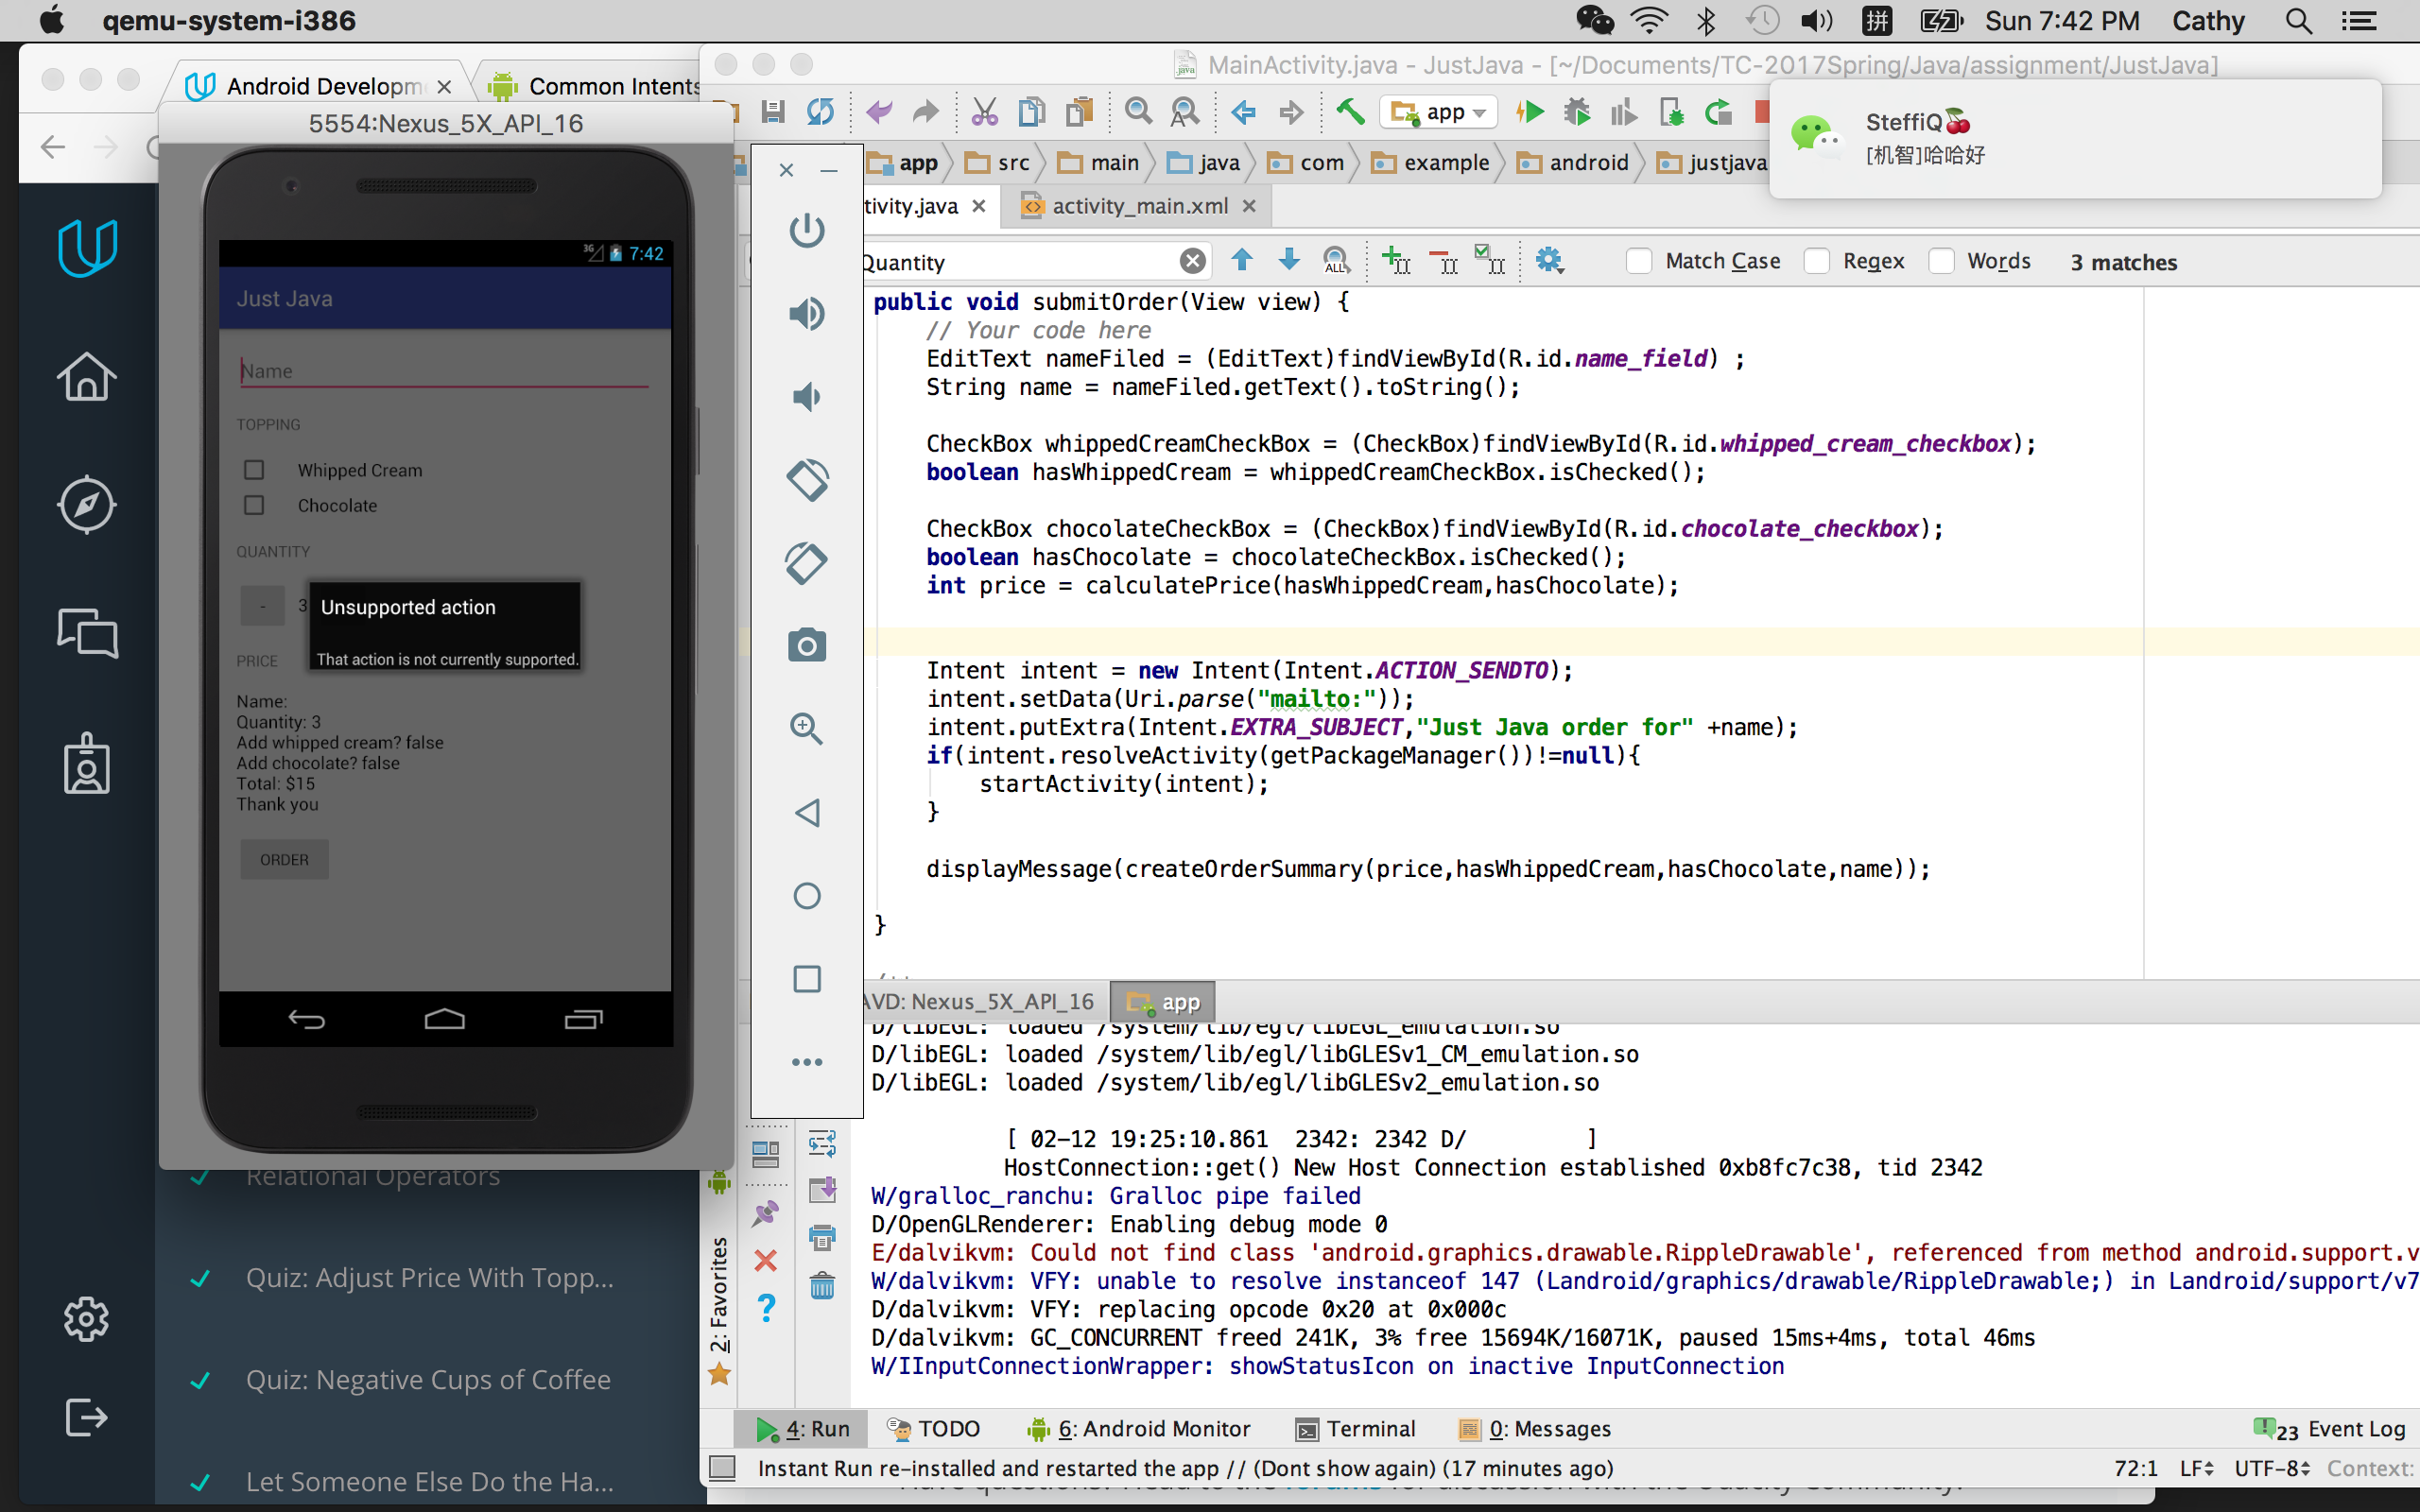 qemu-system-i386
拼
Sun 7:42 PM Cathy
Android Developm
Common Intents
MainActivity.java - JustJava - [~/Documents/TC-2017Spring/Java/assignment/JustJava]
5554:Nexus_5X_API_16
app
SteffiQ🍒
[机智]哈哈好
app src main java com example android justjava
tivity.java
activity_main.xml
Quantity
ALL
Match Case
Regex
Words
3 matches
3G
7:42
Just Java
Name
TOPPING
Whipped Cream
Chocolate
QUANTITY
-
3
Unsupported action
That action is not currently supported.
PRICE
Name:
Quantity: 3
Add whipped cream? false
Add chocolate? false
Total: $15
Thank you
ORDER
public void submitOrder(View view) {
// Your code here
EditText nameFiled = (EditText)findViewById(R.id.name_field) ;
String name = nameFiled.getText().toString();
CheckBox whippedCreamCheckBox = (CheckBox)findViewById(R.id.whipped_cream_checkbox);
boolean hasWhippedCream = whippedCreamCheckBox.isChecked();
CheckBox chocolateCheckBox = (CheckBox)findViewById(R.id.chocolate_checkbox);
boolean hasChocolate = chocolateCheckBox.isChecked();
int price = calculatePrice(hasWhippedCream,hasChocolate);
Intent intent = new Intent(Intent.ACTION_SENDTO);
intent.setData(Uri.parse("mailto:"));
intent.putExtra(Intent.EXTRA_SUBJECT,"Just Java order for" +name);
if(intent.resolveActivity(getPackageManager())!=null){
startActivity(intent);
}
displayMessage(createOrderSummary(price,hasWhippedCream,hasChocolate,name));
}
AVD: Nexus_5X_API_16
app
D/libEGL: loaded /system/lib/egl/libEGL_emulation.so
D/libEGL: loaded /system/lib/egl/libGLESv1_CM_emulation.so
D/libEGL: loaded /system/lib/egl/libGLESv2_emulation.so
[ 02-12 19:25:10.861 2342: 2342 D/ ]
HostConnection::get() New Host Connection established 0xb8fc7c38, tid 2342
W/gralloc_ranchu: Gralloc pipe failed
D/OpenGLRenderer: Enabling debug mode 0
E/dalvikvm: Could not find class 'android.graphics.drawable.RippleDrawable', referenced from method android.support.v
W/dalvikvm: VFY: unable to resolve instanceof 147 (Landroid/graphics/drawable/RippleDrawable;) in Landroid/support/v7
D/dalvikvm: VFY: replacing opcode 0x20 at 0x000c
D/dalvikvm: GC_CONCURRENT freed 241K, 3% free 15694K/16071K, paused 15ms+4ms, total 46ms
W/IInputConnectionWrapper: showStatusIcon on inactive InputConnection
2: Favorites
Relational Operators
Quiz: Adjust Price With Topp...
Quiz: Negative Cups of Coffee
Let Someone Else Do the Ha...
4: Run
TODO
6: Android Monitor
Terminal
0: Messages
23 Event Log
Instant Run re-installed and restarted the app // (Dont show again) (17 minutes ago)
72:1 LF UTF-8 Context:
Have questions? Head to the forums for discussion with the Udacity Community.